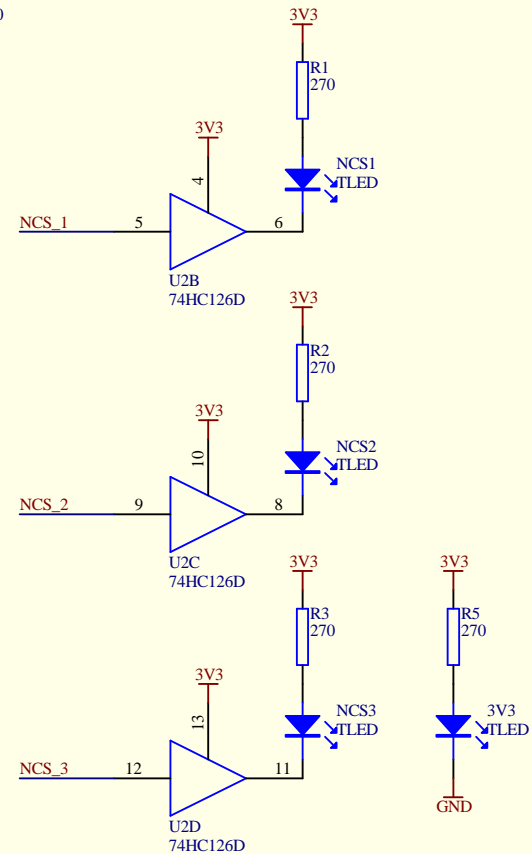 3V3
R1
270
3V3
NCS1
TLED
4
NCS_1
5
6
U2B
74HC126D
3V3
R2
270
3V3
NCS2
TLED
10
NCS_2
9
8
U2C
74HC126D
3V3
3V3
R3
270
R5
270
3V3
NCS3
TLED
3V3
TLED
13
NCS_3
12
11
GND
U2D
74HC126D